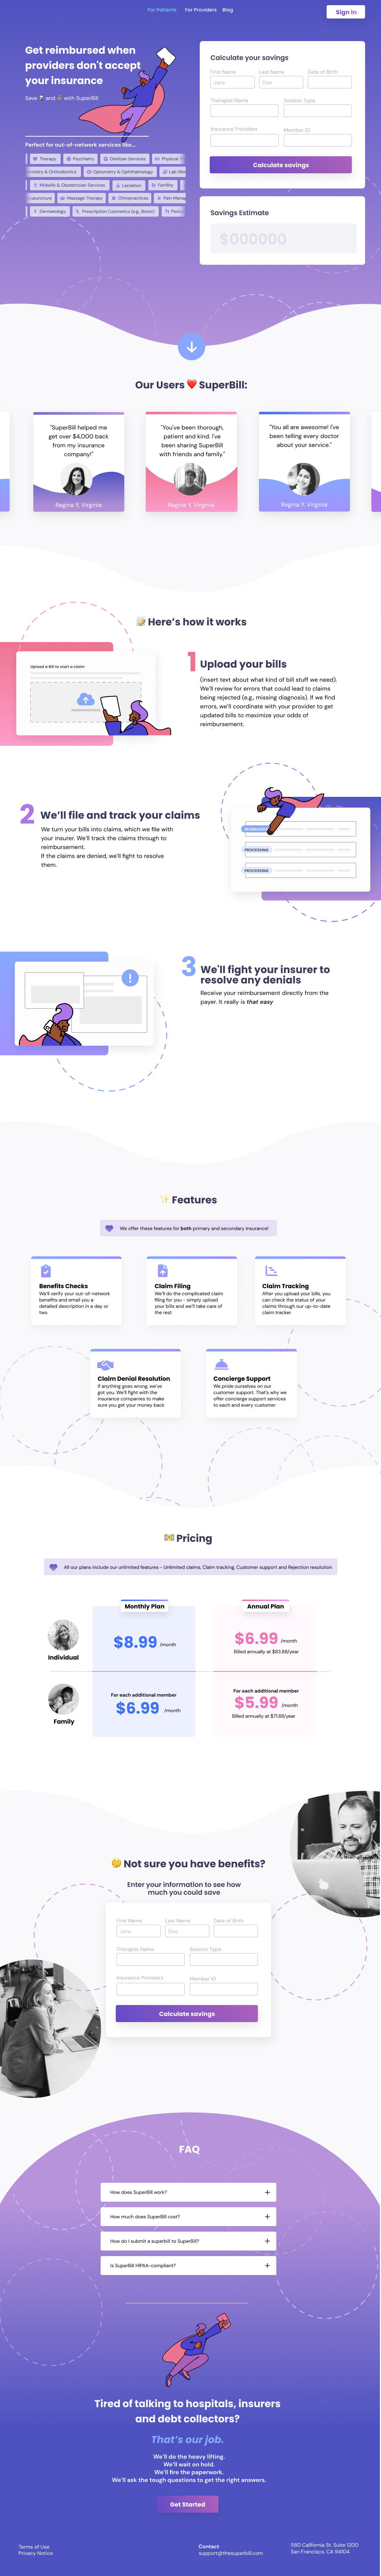 For Patients For Providers Blog
Sign In
Get reimbursed when
providers don't accept
your insurance
Save and with SuperBill
Perfect for out-of-network services like...
Therapy Psychiatry Dietitian Services Physical
Orthodontics Optometry & Ophthalmology Lab
Midwife & Obstetrician Services Lactation Fertility
Massage Therapy Chiropractics Pain
Dermatology Prescription Cosmetics (e.g., Botox)
Calculate your savings
First Name Last Name Date of Birth
Jane Doe
Therapist Name Session Type
Insurance Providers Member ID
Calculate savings
Savings Estimate
$000000
Our Users ❤️ SuperBill:
"SuperBill helped me
get over $4,000 back
from my insurance
company!"
Regina Y, Virginia
"You've been thorough,
patient and kind. I've
been sharing SuperBill
with friends and family."
Regina Y, Virginia
"You all are awesome! I've
been telling every doctor
about your service."
Regina Y, Virginia
📝 Here's how it works
Upload a Bill to start a claim
1 Upload your bills
(insert text about what kind of bill stuff we need).
We'll review for errors that could lead to claims
being rejected (e.g., missing diagnosis). If we find
errors, we'll coordinate with your provider to get
updated bills to maximize your odds of
reimbursement.
2 We'll file and track your claims
We turn your bills into claims, which we file with
your insurer. We'll track the claims through to
reimbursement.
If the claims are denied, we'll fight to resolve
them.
PROCESSING
PROCESSING
3 We'll fight your insurer to
resolve any denials
Receive your reimbursement directly from the
payer. It really is that easy
✨ Features
We offer these features for both primary and secondary insurance!
Benefits Checks
We'll verify your out-of-network
benefits and email you a
detailed description in a day or
two
Claim Filing
We'll do the complicated claim
filing for you - simply upload
your bills and we'll take care of
the rest
Claim Tracking
After you upload your bills, you
can check the status of your
claims through our up-to-date
claim tracker
Claim Denial Resolution
If anything goes wrong, we've
got you. We'll fight with the
insurance companies to make
sure you get your money back
Concierge Support
We pride ourselves on our
customer support. That's why we
offer concierge support services
to each and every customer
💵 Pricing
All our plans include our unlimited features - Unlimited claims, Claim tracking, Customer support and Rejection resolution
Monthly Plan Annual Plan
Individual
$8.99 /month
$6.99 /month
Billed annually at $83.88/year
Family
For each additional member
$6.99 /month
For each additional member
$5.99 /month
Billed annually at $71.88/year
🤔 Not sure you have benefits?
Enter your information to see how
much you could save
First Name Last Name Date of Birth
Jane Doe
Therapist Name Session Type
Insurance Providers Member ID
Calculate savings
FAQ
How does SuperBill work?
How much does SuperBill cost?
How do I submit a superbill to SuperBill?
Is SuperBill HIPAA-compliant?
Tired of talking to hospitals, insurers
and debt collectors?
That's our job.
We'll do the heavy lifting.
We'll wait on hold.
We'll fire the paperwork.
We'll ask the tough questions to get the right answers.
Get Started
Terms of Use
Privacy Notice
Contact
support@thesuperbill.com
580 California St. Suite 1200
San Francisco, CA 94104